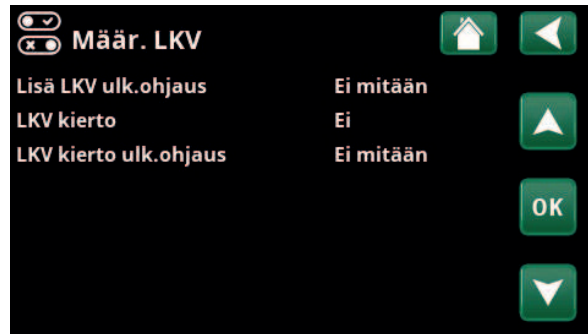 Määr. LKV
Lisä LKV ulk.ohjaus Ei mitään
LKV kierto Ei
LKV kierto ulk.ohjaus Ei mitään
OK